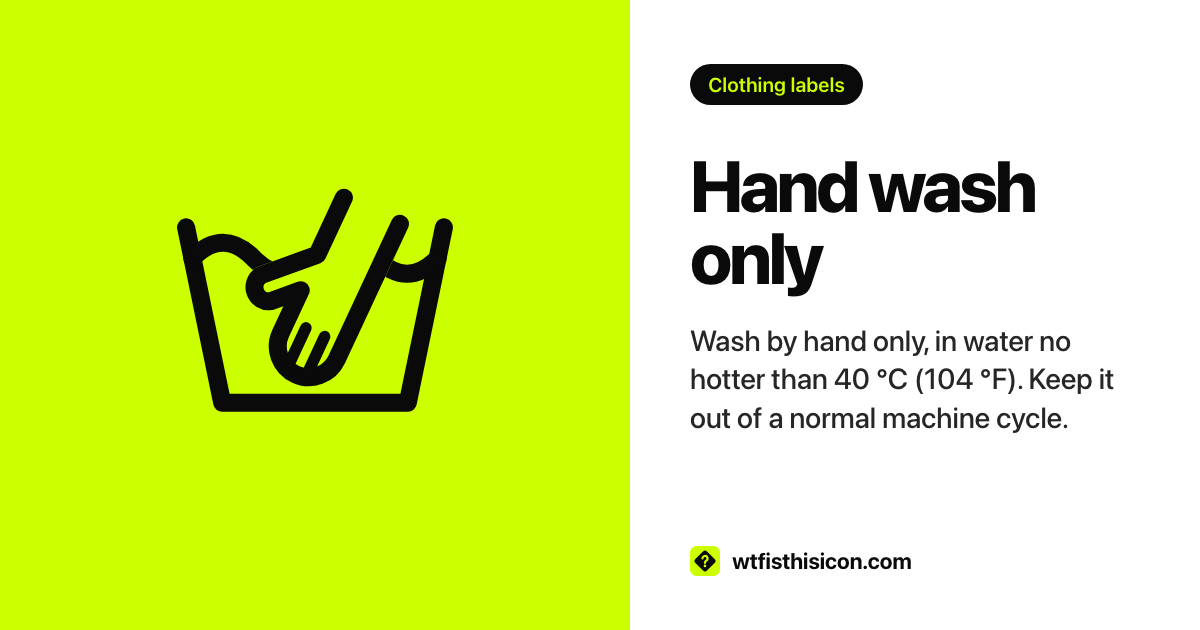 Clothing labels
Hand wash
only
Wash by hand only, in water no
hotter than 40 °C (104 °F). Keep it
out of a normal machine cycle.
?
wtfisthisicon.com